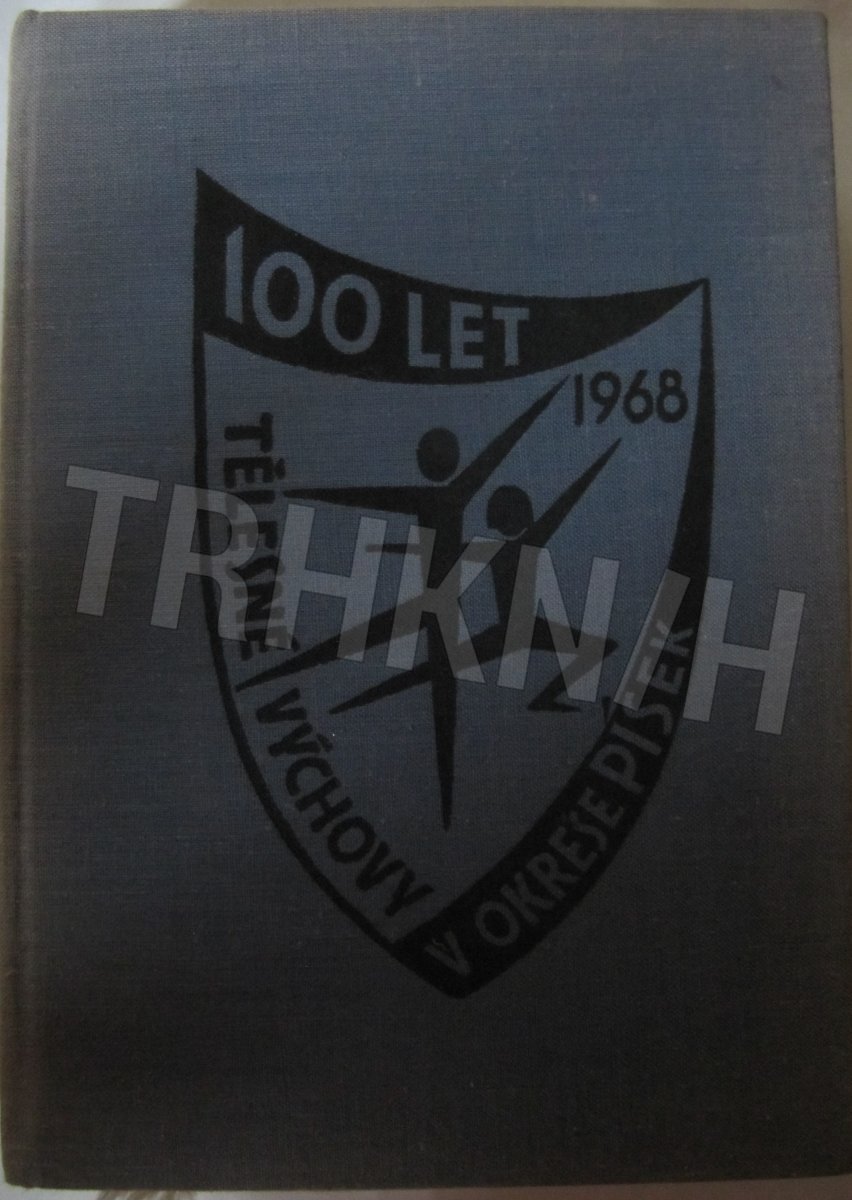 100 LET
1968
TĚLESNÉ
VÝCHOVY
V OKRESE PÍSEK
TRHKNIH